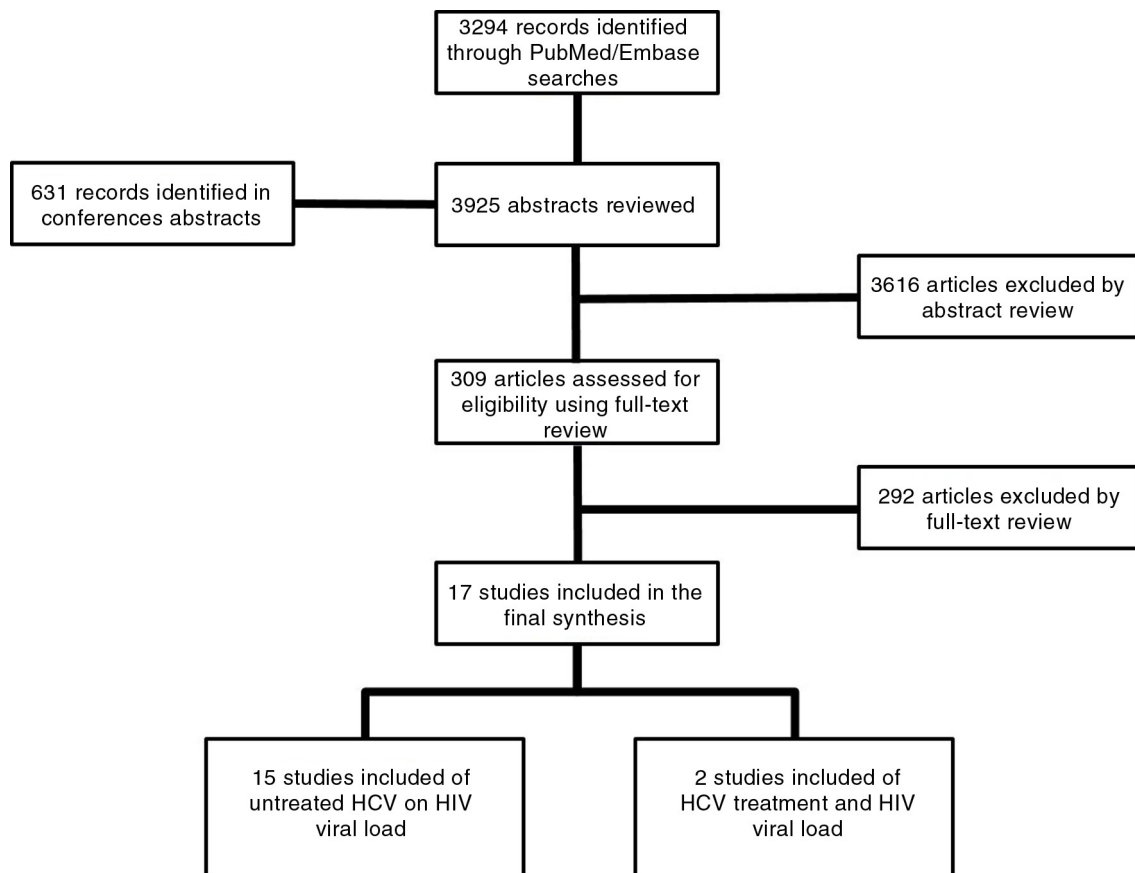 3294 records identified
through PubMed/Embase
searches
631 records identified in
conferences abstracts
3925 abstracts reviewed
3616 articles excluded by
abstract review
309 articles assessed for
eligibility using full-text
review
292 articles excluded by
full-text review
17 studies included in the
final synthesis
15 studies included of
untreated HCV on HIV
viral load
2 studies included of
HCV treatment and HIV
viral load